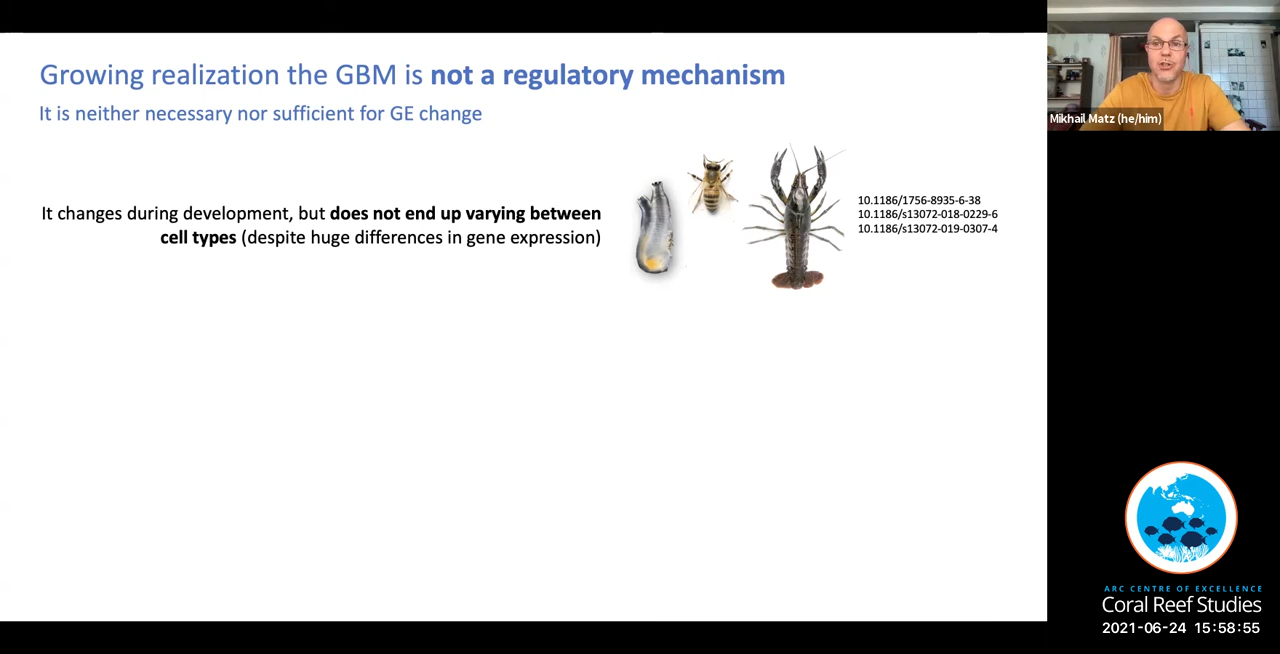 Growing realization the GBM is not a regulatory mechanism
It is neither necessary nor sufficient for GE change
It changes during development, but does not end up varying between
cell types (despite huge differences in gene expression)
10.1186/1756-8935-6-38
10.1186/s13072-018-0229-6
10.1186/s13072-019-0307-4
Mikhail Matz (he/him)
ARC CENTRE OF EXCELLENCE
Coral Reef Studies
2021-06-24 15:58:55